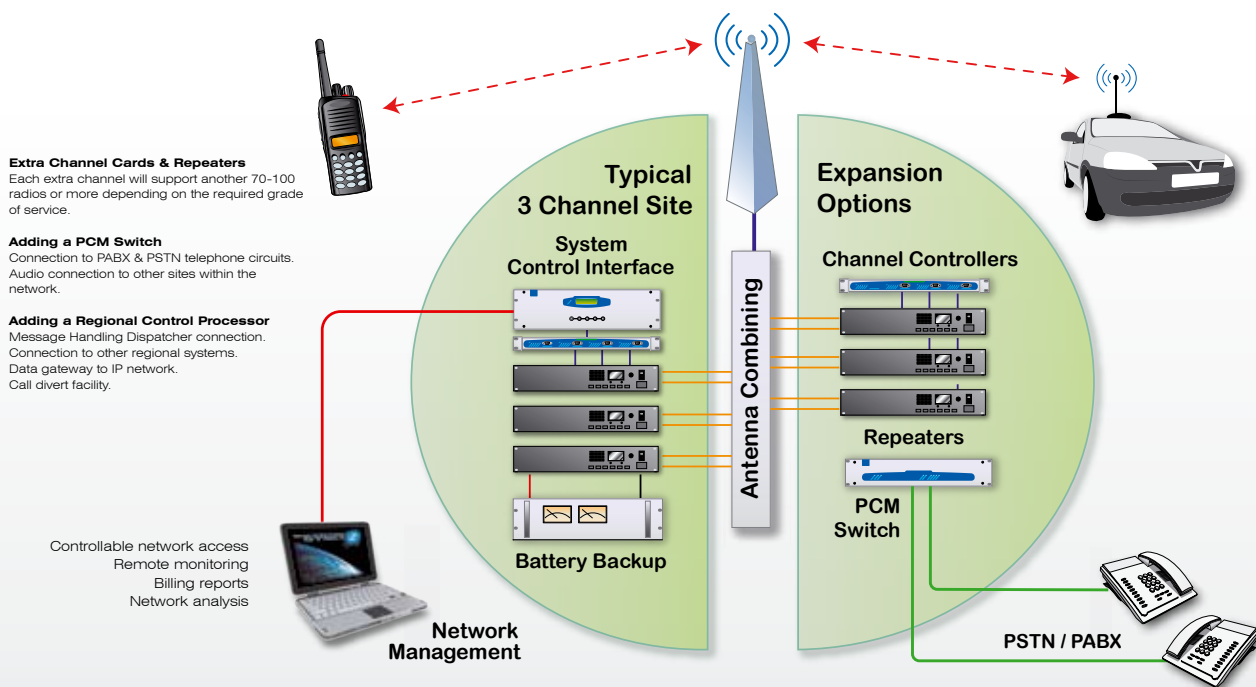 Extra Channel Cards & Repeaters
Each extra channel will support another 70-100
radios or more depending on the required grade
of service.
Adding a PCM Switch
Connection to PABX & PSTN telephone circuits.
Audio connection to other sites within the
network.
Adding a Regional Control Processor
Message Handling Dispatcher connection.
Connection to other regional systems.
Data gateway to IP network.
Call divert facility.
Controllable network access
Remote monitoring
Billing reports
Network analysis
Network
Management
Typical
3 Channel Site
System
Control Interface
Battery Backup
Antenna Combining
Expansion
Options
Channel Controllers
Repeaters
PCM
Switch
PSTN / PABX